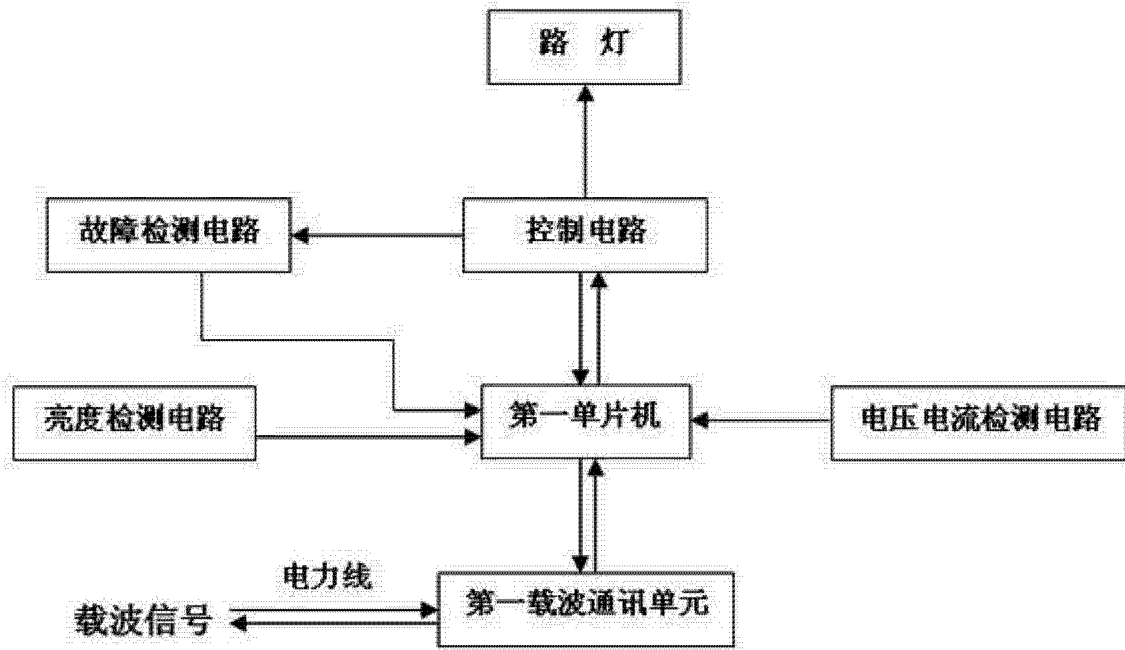 路 灯
故障检测电路
控制电路
亮度检测电路
第一单片机
电压电流检测电路
电力线
载波信号
第一载波通讯单元